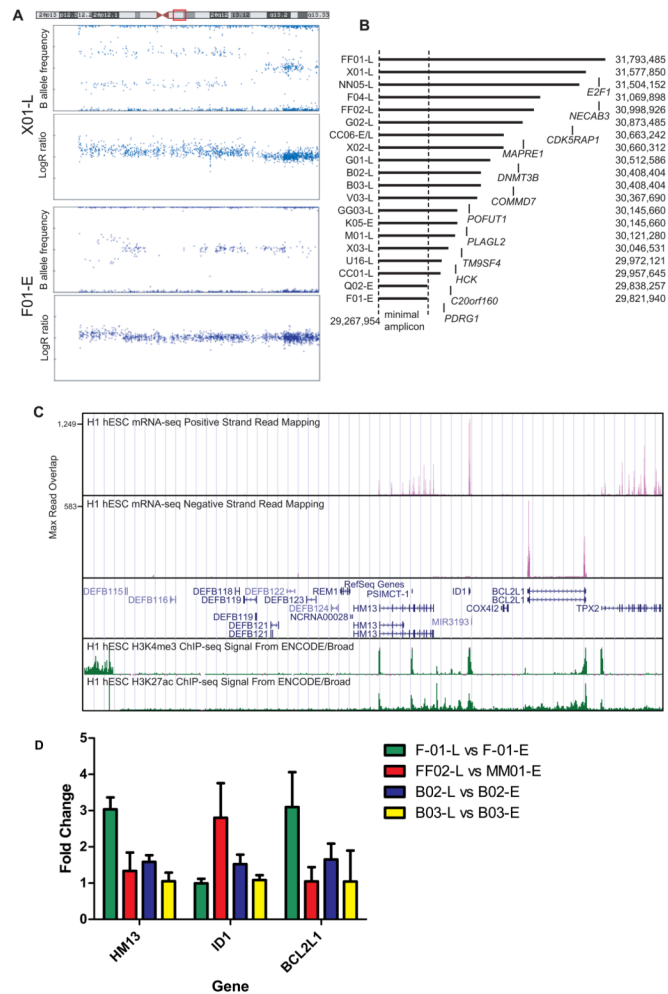 A
B
X01-L
B allele frequency
LogR ratio
F01-E
B allele frequency
LogR ratio
FF01-L 31,793,485
X01-L 31,577,850
NN05-L 31,504,152
E2F1
F04-L 31,069,898
FF02-L 30,998,926
NECAB3
G02-L 30,873,485
CDK5RAP1
CC06-E/L 30,663,242
X02-L 30,660,312
MAPRE1
G01-L 30,512,586
DNMT3B
B02-L 30,408,404
B03-L 30,408,404
COMMD7
V03-L 30,367,690
GG03-L 30,145,660
POFUT1
K05-E 30,145,660
M01-L 30,121,280
PLAGL2
X03-L 30,046,531
TM9SF4
U16-L 29,972,121
CC01-L 29,957,645
HCK
Q02-E 29,838,257
F01-E 29,821,940
C20orf160
29,267,954
minimal
amplicon
PDRG1
C
Max Read Overlap
1,249
H1 hESC mRNA-seq Positive Strand Read Mapping
583
H1 hESC mRNA-seq Negative Strand Read Mapping
RefSeq Genes
DEFB115 DEFB118 DEFB122 REM1 PSIMCT-1 ID1 BCL2L1
DEFB116 DEFB119 DEFB123 BCL2L1
DEFB124 HM13 COX4I2 TPX2
DEFB119 NCRNA00028
DEFB121 HM13 MIR3193
DEFB121 HM13
H1 hESC H3K4me3 ChIP-seq Signal From ENCODE/Broad
H1 hESC H3K27ac ChIP-seq Signal From ENCODE/Broad
D
Fold Change
5
4
3
2
1
0
HM13
ID1
BCL2L1
Gene
F-01-L vs F-01-E
FF02-L vs MM01-E
B02-L vs B02-E
B03-L vs B03-E